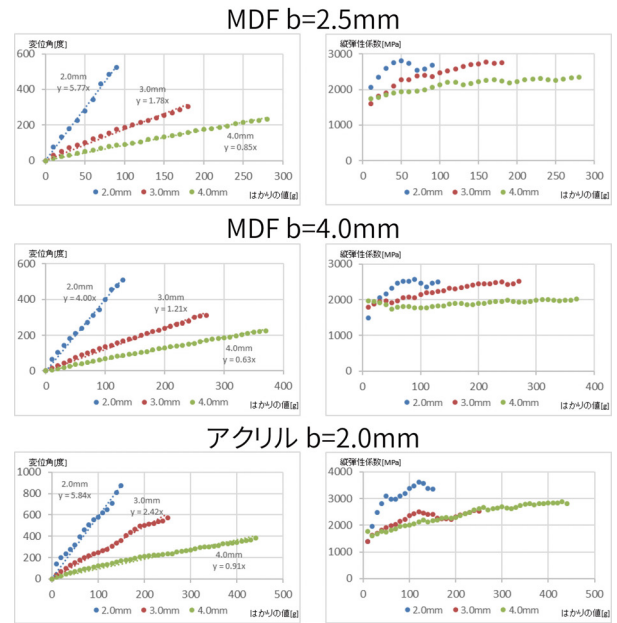 MDF b=2.5mm
変位角[度]
600
400
200
0
2.0mm
y = 5.77x
3.0mm
y = 1.78x
4.0mm
y = 0.85x
0 50 100 150 200 250 300
2.0mm 3.0mm 4.0mm
はかりの値[g]
縦弾性係数[MPa]
3000
2000
1000
0
0 50 100 150 200 250 300
2.0mm 3.0mm 4.0mm
はかりの値[g]
MDF b=4.0mm
変位角[度]
600
400
200
0
2.0mm
y = 4.00x
3.0mm
y = 1.21x
4.0mm
y = 0.63x
0 100 200 300 400
2.0mm 3.0mm 4.0mm
はかりの値[g]
縦弾性係数[MPa]
3000
2000
1000
0
0 100 200 300 400
2.0mm 3.0mm 4.0mm
はかりの値[g]
アクリル b=2.0mm
変位角[度]
1000
800
600
400
200
0
2.0mm
y = 5.84x
3.0mm
y = 2.42x
4.0mm
y = 0.91x
0 100 200 300 400 500
2.0mm 3.0mm 4.0mm
はかりの値[g]
縦弾性係数[MPa]
4000
3000
2000
1000
0
0 100 200 300 400 500
2.0mm 3.0mm 4.0mm
はかりの値[g]